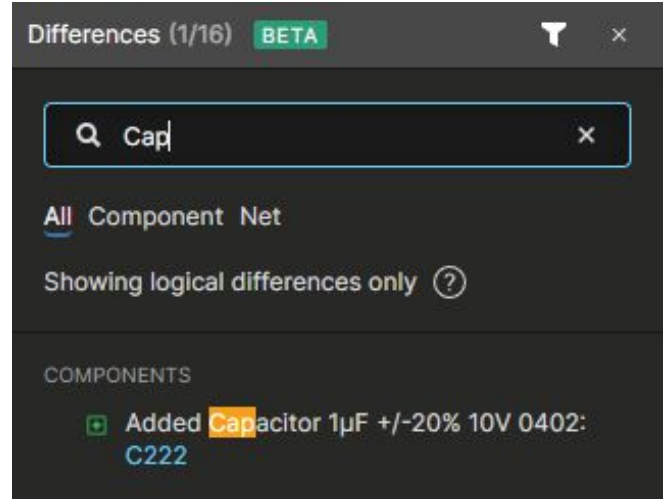 Differences (1/16) BETA
Cap
All Component Net
Showing logical differences only
COMPONENTS
Added Capacitor 1µF +/-20% 10V 0402:
C222